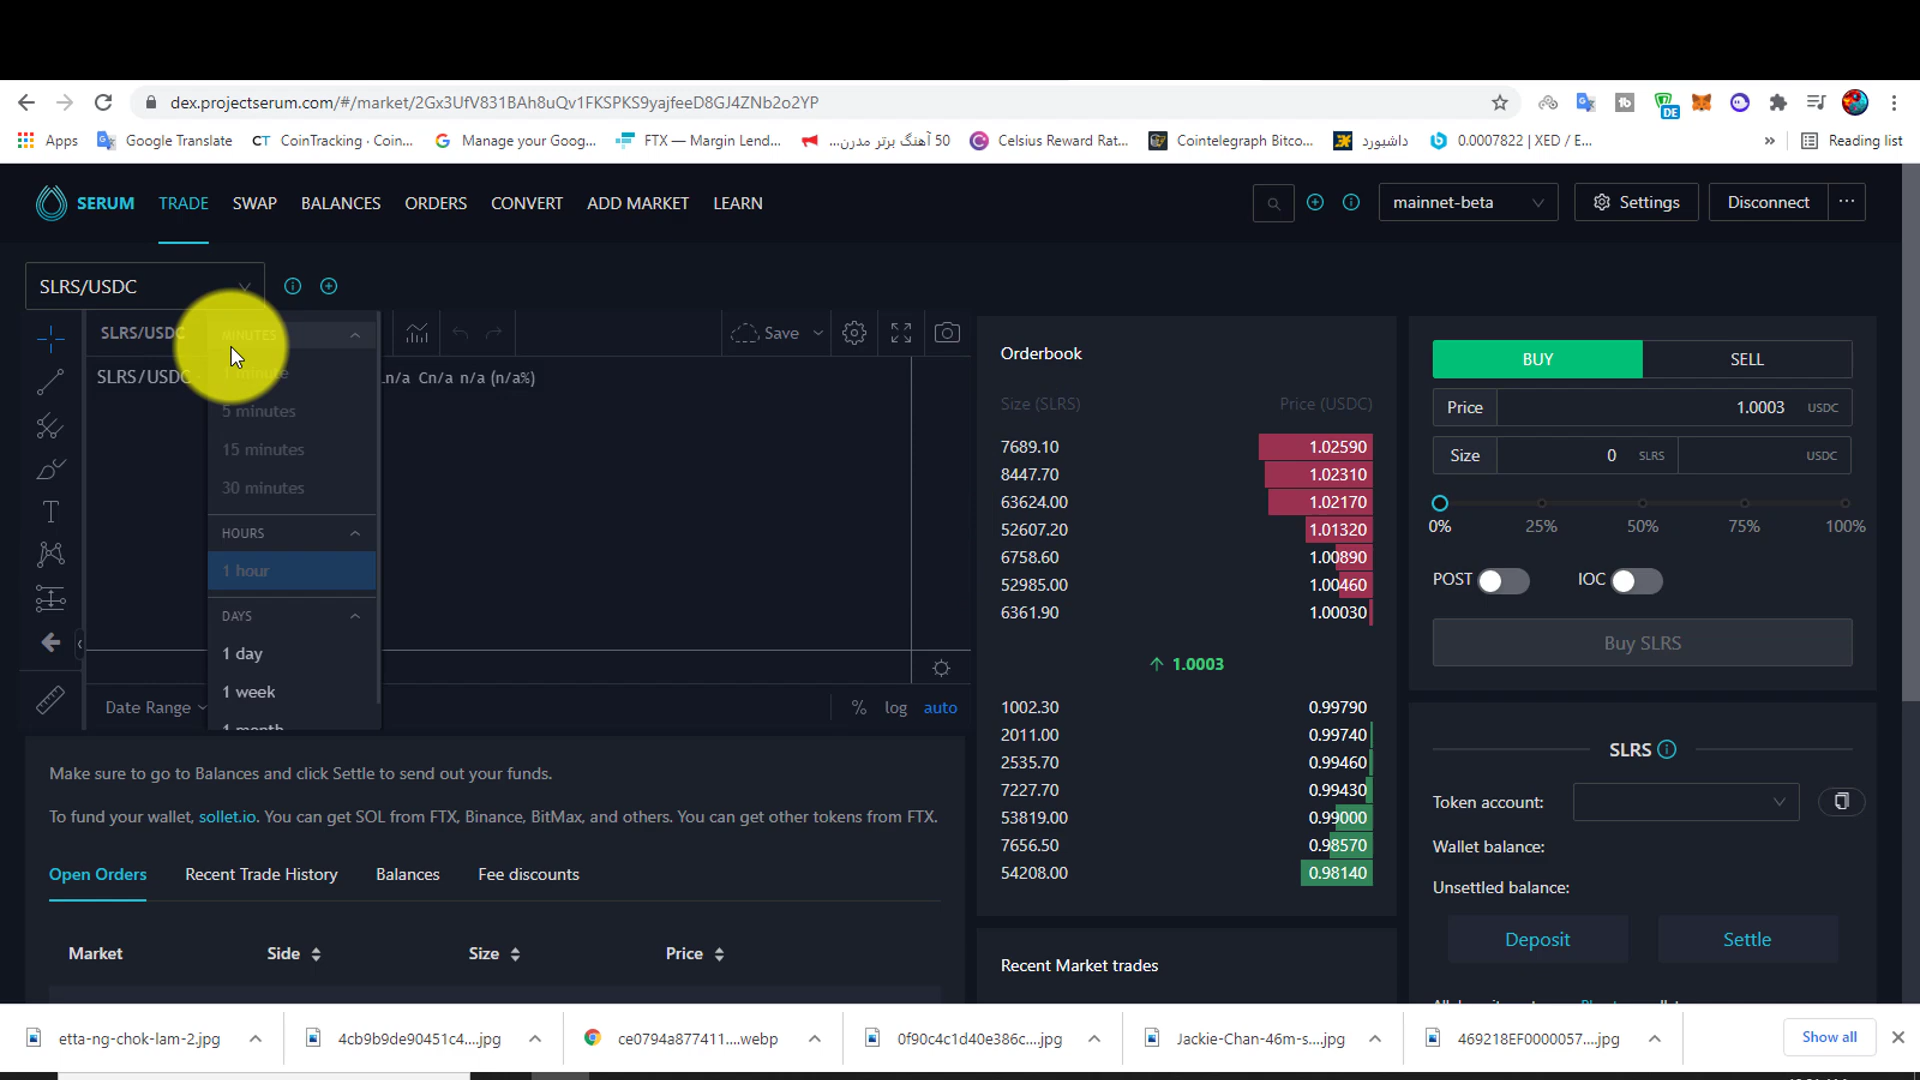 dex.projectserum.com/#/market/2Gx3UfV831BAh8uQv1FKSPKS9yajfeeD8GJ4ZNb2o2YP
DE
Apps
Google Translate
CT CoinTracking · Coin...
Manage your Goog...
FTX — Margin Lend...
50 آهنگ برتر مدرن...
Celsius Reward Rat...
Cointelegraph Bitco...
داشبورد
0.0007822 | XED / E...
»
Reading list
SERUM TRADE SWAP BALANCES ORDERS CONVERT ADD MARKET LEARN
mainnet-beta
Settings
Disconnect
...
SLRS/USDC
SLRS/USDC
MINUTES
Save
SLRS/USDC
n/a Cn/a n/a (n/a%)
minute
5 minutes
15 minutes
30 minutes
HOURS
1 hour
DAYS
1 day
1 week
1 month
Date Range
% log auto
Orderbook
Size (SLRS) Price (USDC)
7689.10 1.02590
8447.70 1.02310
63624.00 1.02170
52607.20 1.01320
6758.60 1.00890
52985.00 1.00460
6361.90 1.00030
↑ 1.0003
1002.30 0.99790
2011.00 0.99740
2535.70 0.99460
7227.70 0.99430
53819.00 0.99000
7656.50 0.98570
54208.00 0.98140
Recent Market trades
BUY SELL
Price 1.0003 USDC
Size 0 SLRS USDC
0% 25% 50% 75% 100%
POST IOC
Buy SLRS
SLRS
Token account:
Wallet balance:
Unsettled balance:
Deposit Settle
Make sure to go to Balances and click Settle to send out your funds.
To fund your wallet, sollet.io. You can get SOL from FTX, Binance, BitMax, and others. You can get other tokens from FTX.
Open Orders Recent Trade History Balances Fee discounts
Market Side Size Price
etta-ng-chok-lam-2.jpg
4cb9b9de90451c4....jpg
ce0794a877411....webp
0f90c4c1d40e386c....jpg
Jackie-Chan-46m-s....jpg
469218EF0000057....jpg
Show all